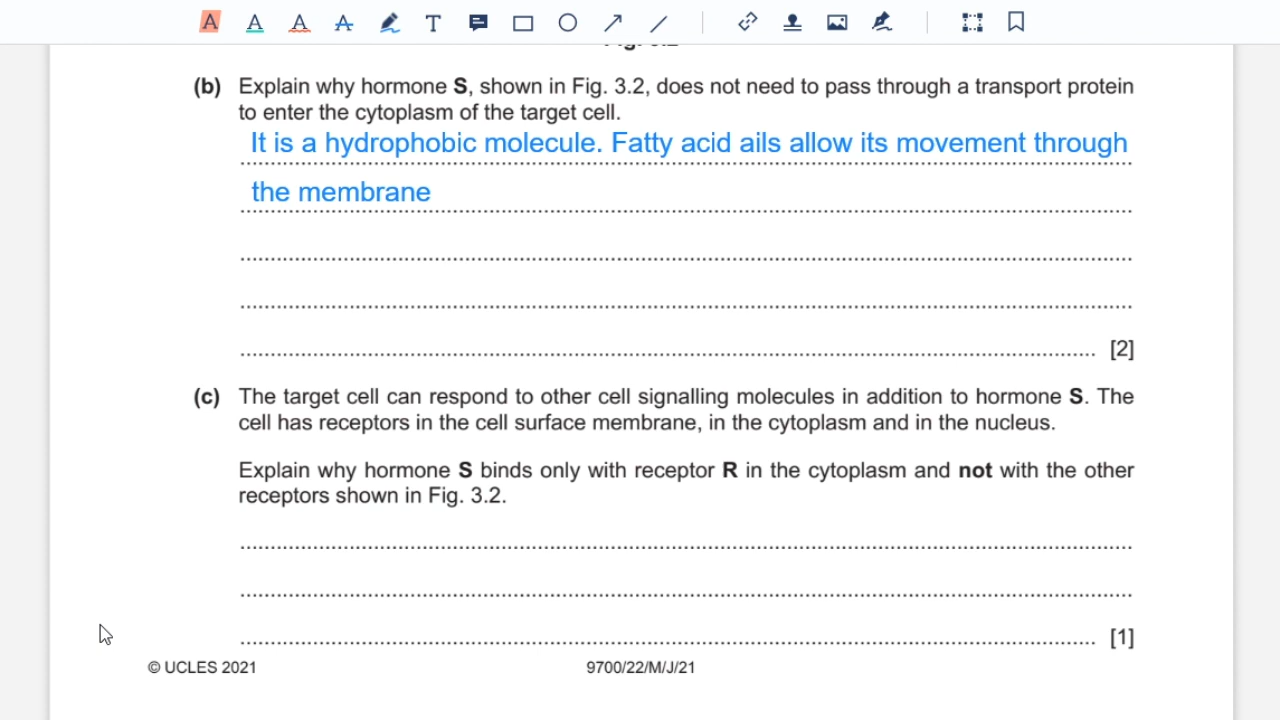 (b) Explain why hormone S, shown in Fig. 3.2, does not need to pass through a transport protein
to enter the cytoplasm of the target cell.
It is a hydrophobic molecule. Fatty acid ails allow its movement through
the membrane
[2]
(c) The target cell can respond to other cell signalling molecules in addition to hormone S. The
cell has receptors in the cell surface membrane, in the cytoplasm and in the nucleus.
Explain why hormone S binds only with receptor R in the cytoplasm and not with the other
receptors shown in Fig. 3.2.
[1]
© UCLES 2021 9700/22/M/J/21